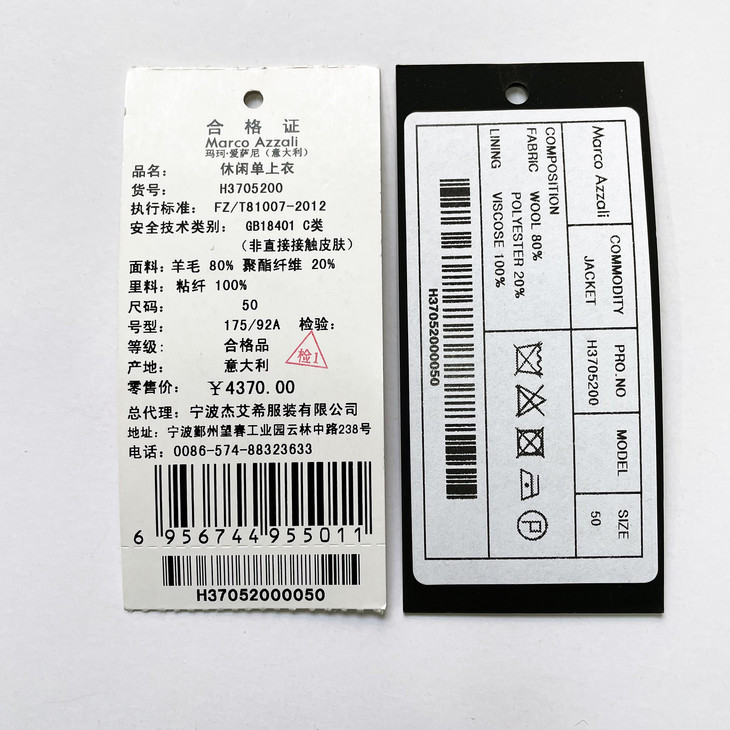 合格证
Marco Azzali
玛珂·爱萨尼（意大利）
品名： 休闲单上衣
货号： H3705200
执行标准： FZ/T81007-2012
安全技术类别： GB18401 C类
（非直接接触皮肤）
面料：羊毛 80% 聚酯纤维 20%
里料：粘纤 100%
尺码： 50
号型： 175/92A 检验：
等级： 合格品
检1
产地： 意大利
零售价： ￥4370.00
总代理：宁波杰艾希服装有限公司
地址：宁波鄞州望春工业园云林中路238号
电话：0086-574-88323633
6 956744 955011
H37052000050
Marco Azzali
COMMODITY
JACKET
PRO.NO
H3705200
MODEL
SIZE
50
COMPOSITION
FABRIC WOOL 80%
POLYESTER 20%
LINING VISCOSE 100%
P
H37052000050